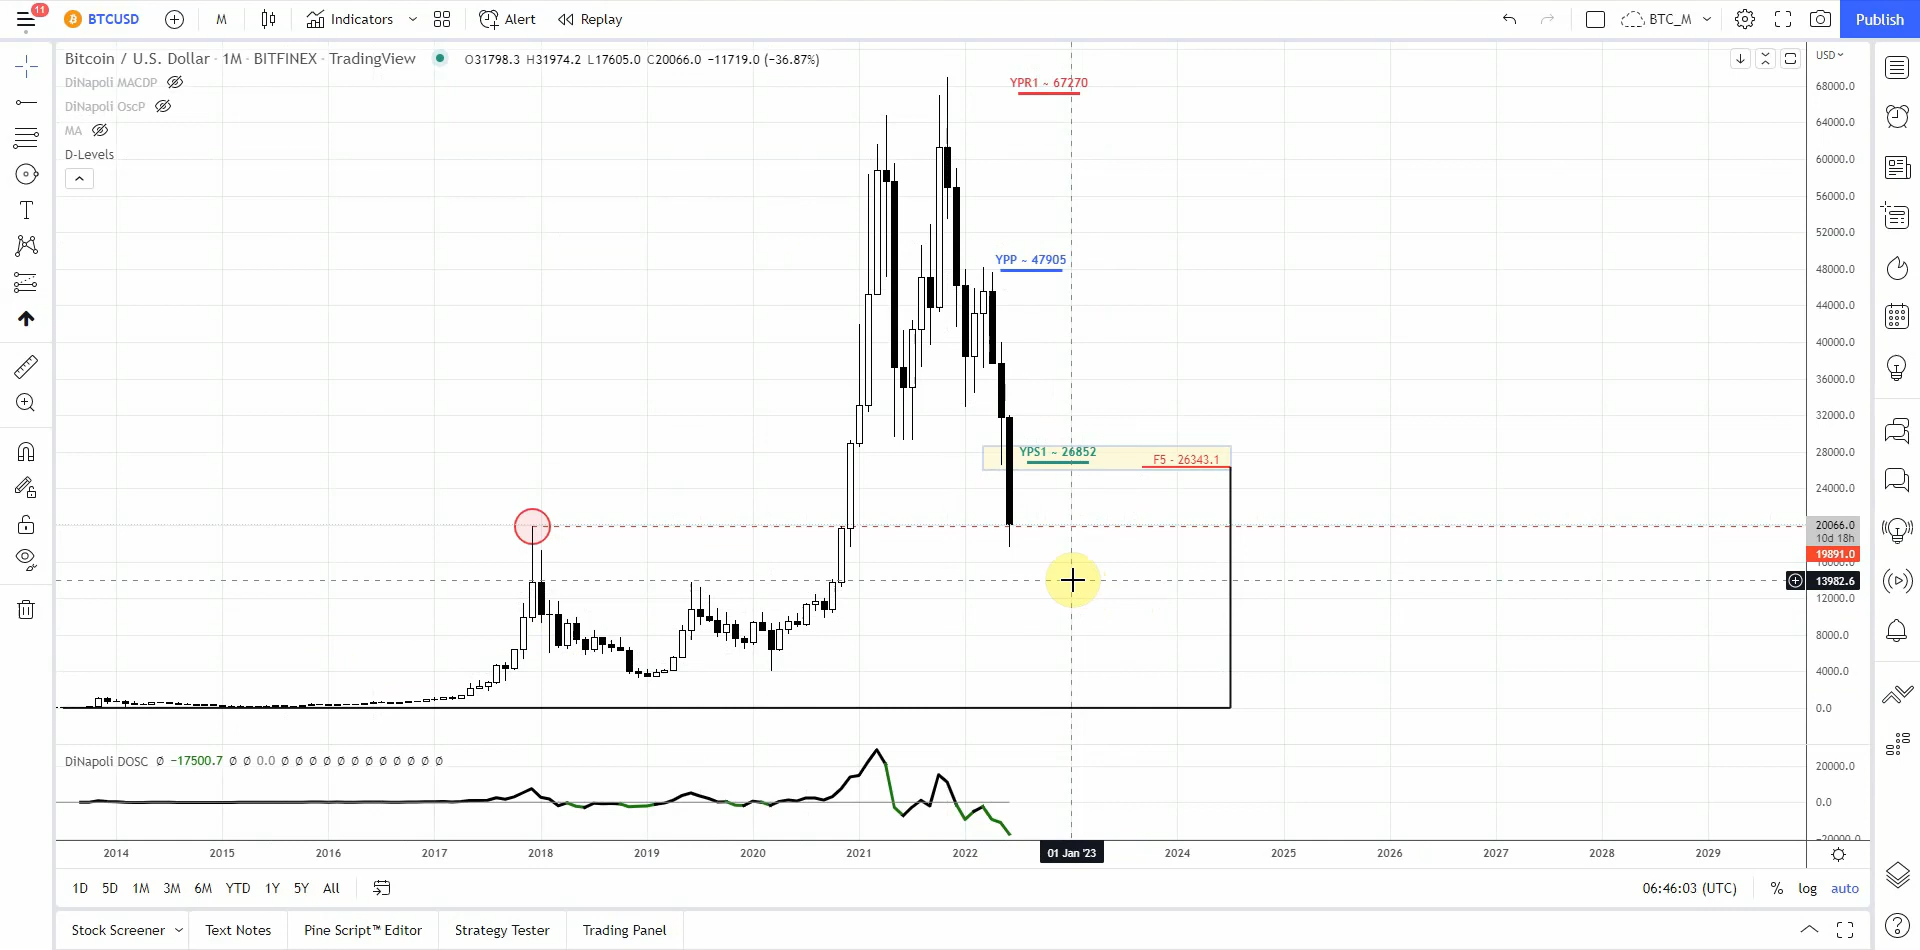 11
BTCUSD M Indicators Alert Replay BTC_M Publish
Bitcoin / U.S. Dollar · 1M · BITFINEX · TradingView O31798.3 H31974.2 L17605.0 C20066.0 −11719.0 (−36.87%)
USD
DiNapoli MACDP
DiNapoli OscP
MA
D-Levels
YPR1 ~ 67270
YPP ~ 47905
YPS1 ~ 26852
F5 - 26343.1
68000.0
64000.0
60000.0
56000.0
52000.0
48000.0
44000.0
40000.0
36000.0
32000.0
28000.0
24000.0
20066.0
10d 18h
19891.0
16000.0
13982.6
12000.0
8000.0
4000.0
0.0
DiNapoli DOSC Ø −17500.7 Ø Ø 0.0 Ø Ø Ø Ø Ø Ø Ø Ø Ø Ø Ø Ø
20000.0
0.0
−20000.0
2014 2015 2016 2017 2018 2019 2020 2021 2022 01 Jan '23 2024 2025 2026 2027 2028 2029
1D 5D 1M 3M 6M YTD 1Y 5Y All 06:46:03 (UTC) % log auto
Stock Screener Text Notes Pine Script™ Editor Strategy Tester Trading Panel